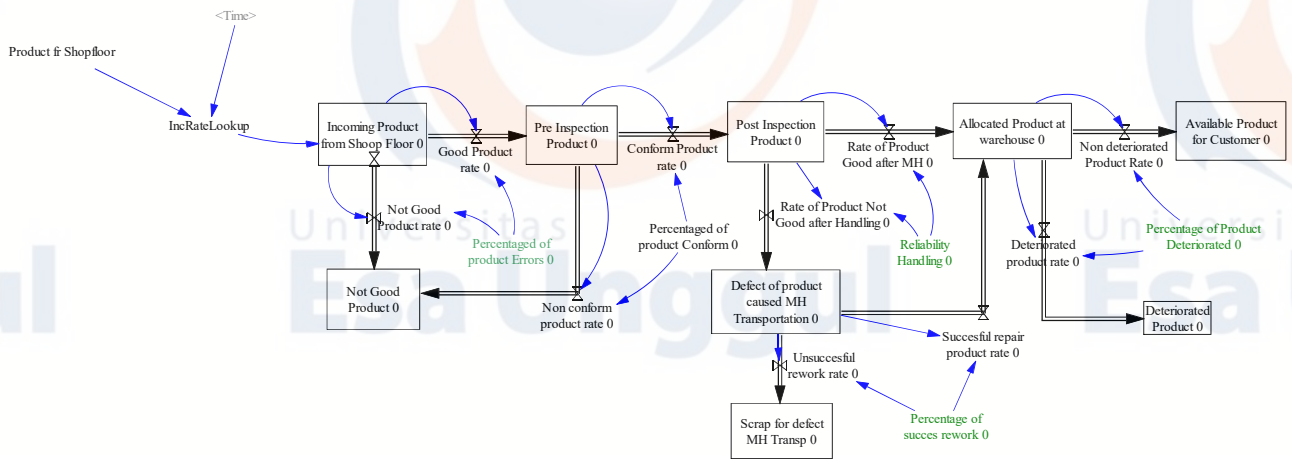 <Time>
Product fr Shopfloor
IncRateLookup
Incoming Product
from Shoop Floor 0
Good Product
rate 0
Pre Inspection
Product 0
Conform Product
rate 0
Post Inspection
Product 0
Rate of Product
Good after MH 0
Allocated Product at
warehouse 0
Non deteriorated
Product Rate 0
Available Product
for Customer 0
Not Good
Product rate 0
Percentaged of
product Errors 0
Percentaged of
product Conform 0
Rate of Product Not
Good after Handling 0
Reliability
Handling 0
Deteriorated
product rate 0
Percentage of Product
Deteriorated 0
Not Good
Product 0
Non conform
product rate 0
Defect of product
caused MH
Transportation 0
Succesful repair
product rate 0
Deteriorated
Product 0
Unsuccesful
rework rate 0
Scrap for defect
MH Transp 0
Percentage of
succes rework 0
Universitas
Esa Unggul
Universi
Esa
ul